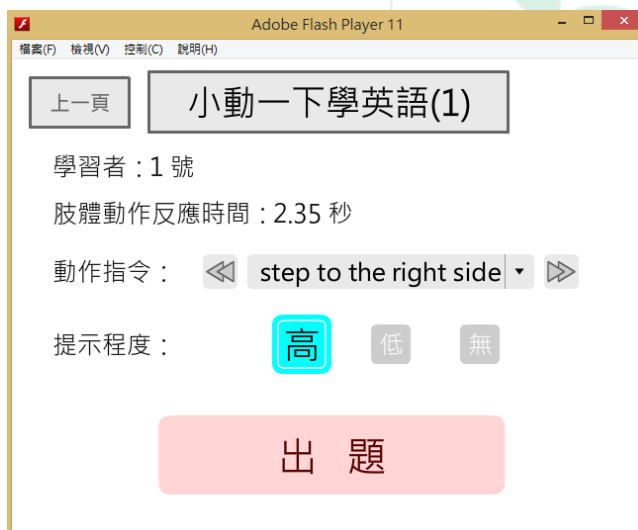 Adobe Flash Player 11
檔案(F) 檢視(V) 控制(C) 說明(H)
上一頁 小動一下學英語(1)
學習者：1 號
肢體動作反應時間：2.35 秒
動作指令： step to the right side
提示程度： 高 低 無
出 題